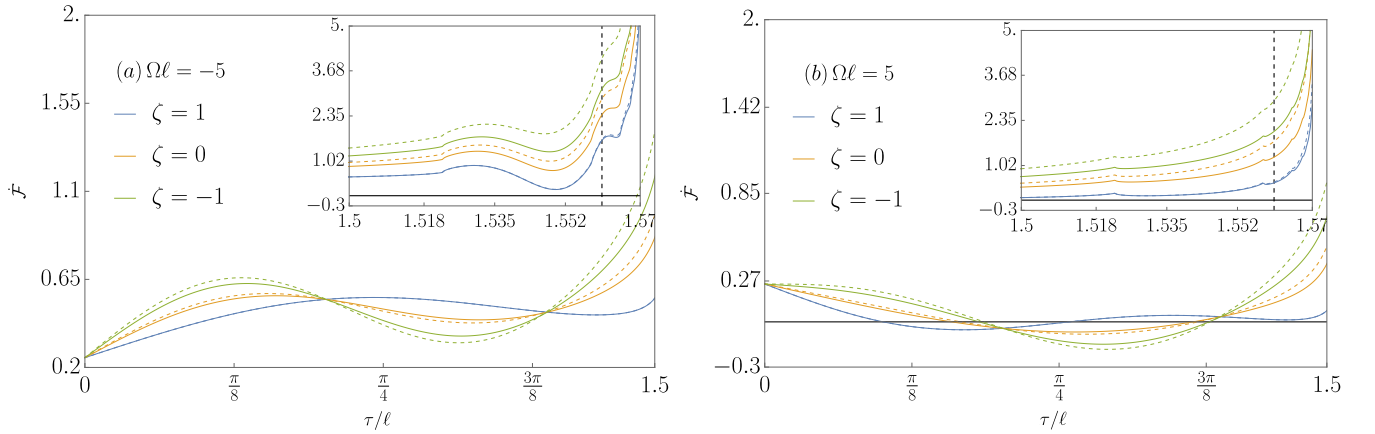 2.
1.55
1.1
0.65
0.2
Ḟ
(a) Ωℓ = −5
ζ = 1
ζ = 0
ζ = −1
5.
3.68
2.35
1.02
−0.3
1.5
1.518
1.535
1.552
1.57
0
π/8
π/4
3π/8
1.5
τ/ℓ
2.
1.42
0.85
0.27
−0.3
Ḟ
(b) Ωℓ = 5
ζ = 1
ζ = 0
ζ = −1
5.
3.68
2.35
1.02
−0.3
1.5
1.518
1.535
1.552
1.57
0
π/8
π/4
3π/8
1.5
τ/ℓ